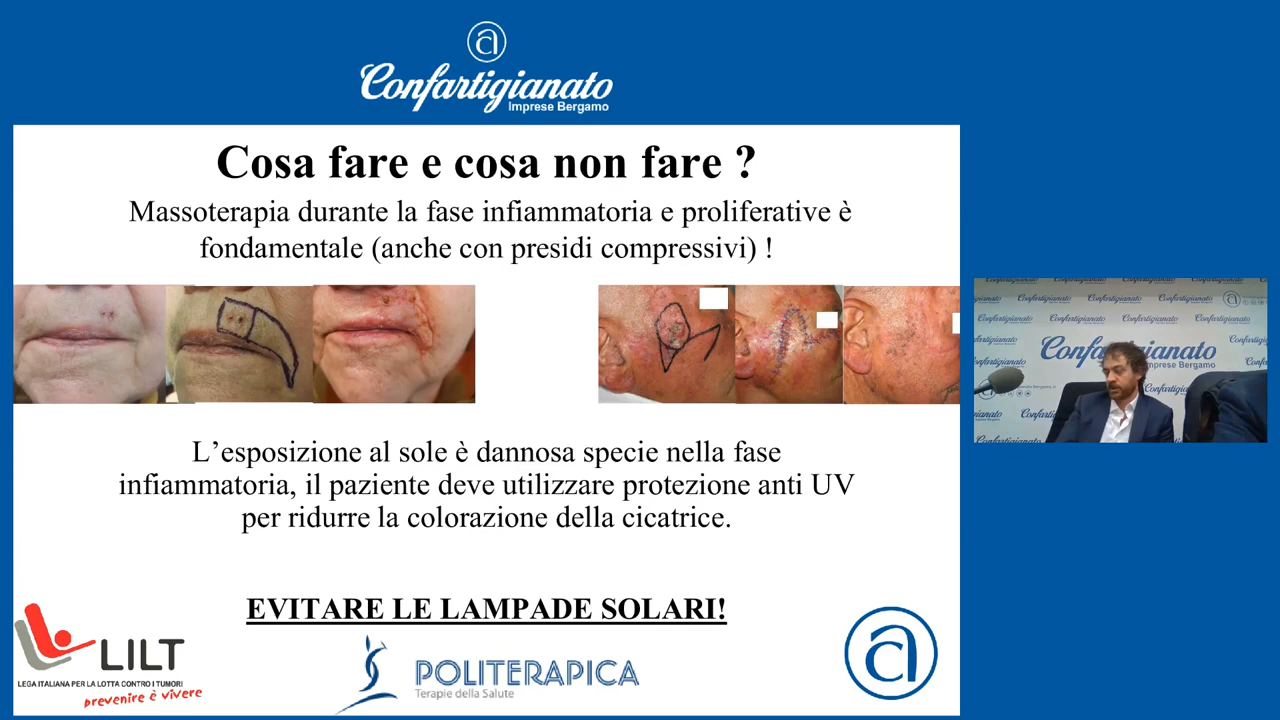 a
Confartigianato
Imprese Bergamo
Cosa fare e cosa non fare ?
Massoterapia durante la fase infiammatoria e proliferative è
fondamentale (anche con presidi compressivi) !
L'esposizione al sole è dannosa specie nella fase
infiammatoria, il paziente deve utilizzare protezione anti UV
per ridurre la colorazione della cicatrice.
EVITARE LE LAMPADE SOLARI!
LILT
LEGA ITALIANA PER LA LOTTA CONTRO I TUMORI
prevenire è vivere
POLITERAPICA
Terapie della Salute
a
Confartigianato
Imprese Bergamo